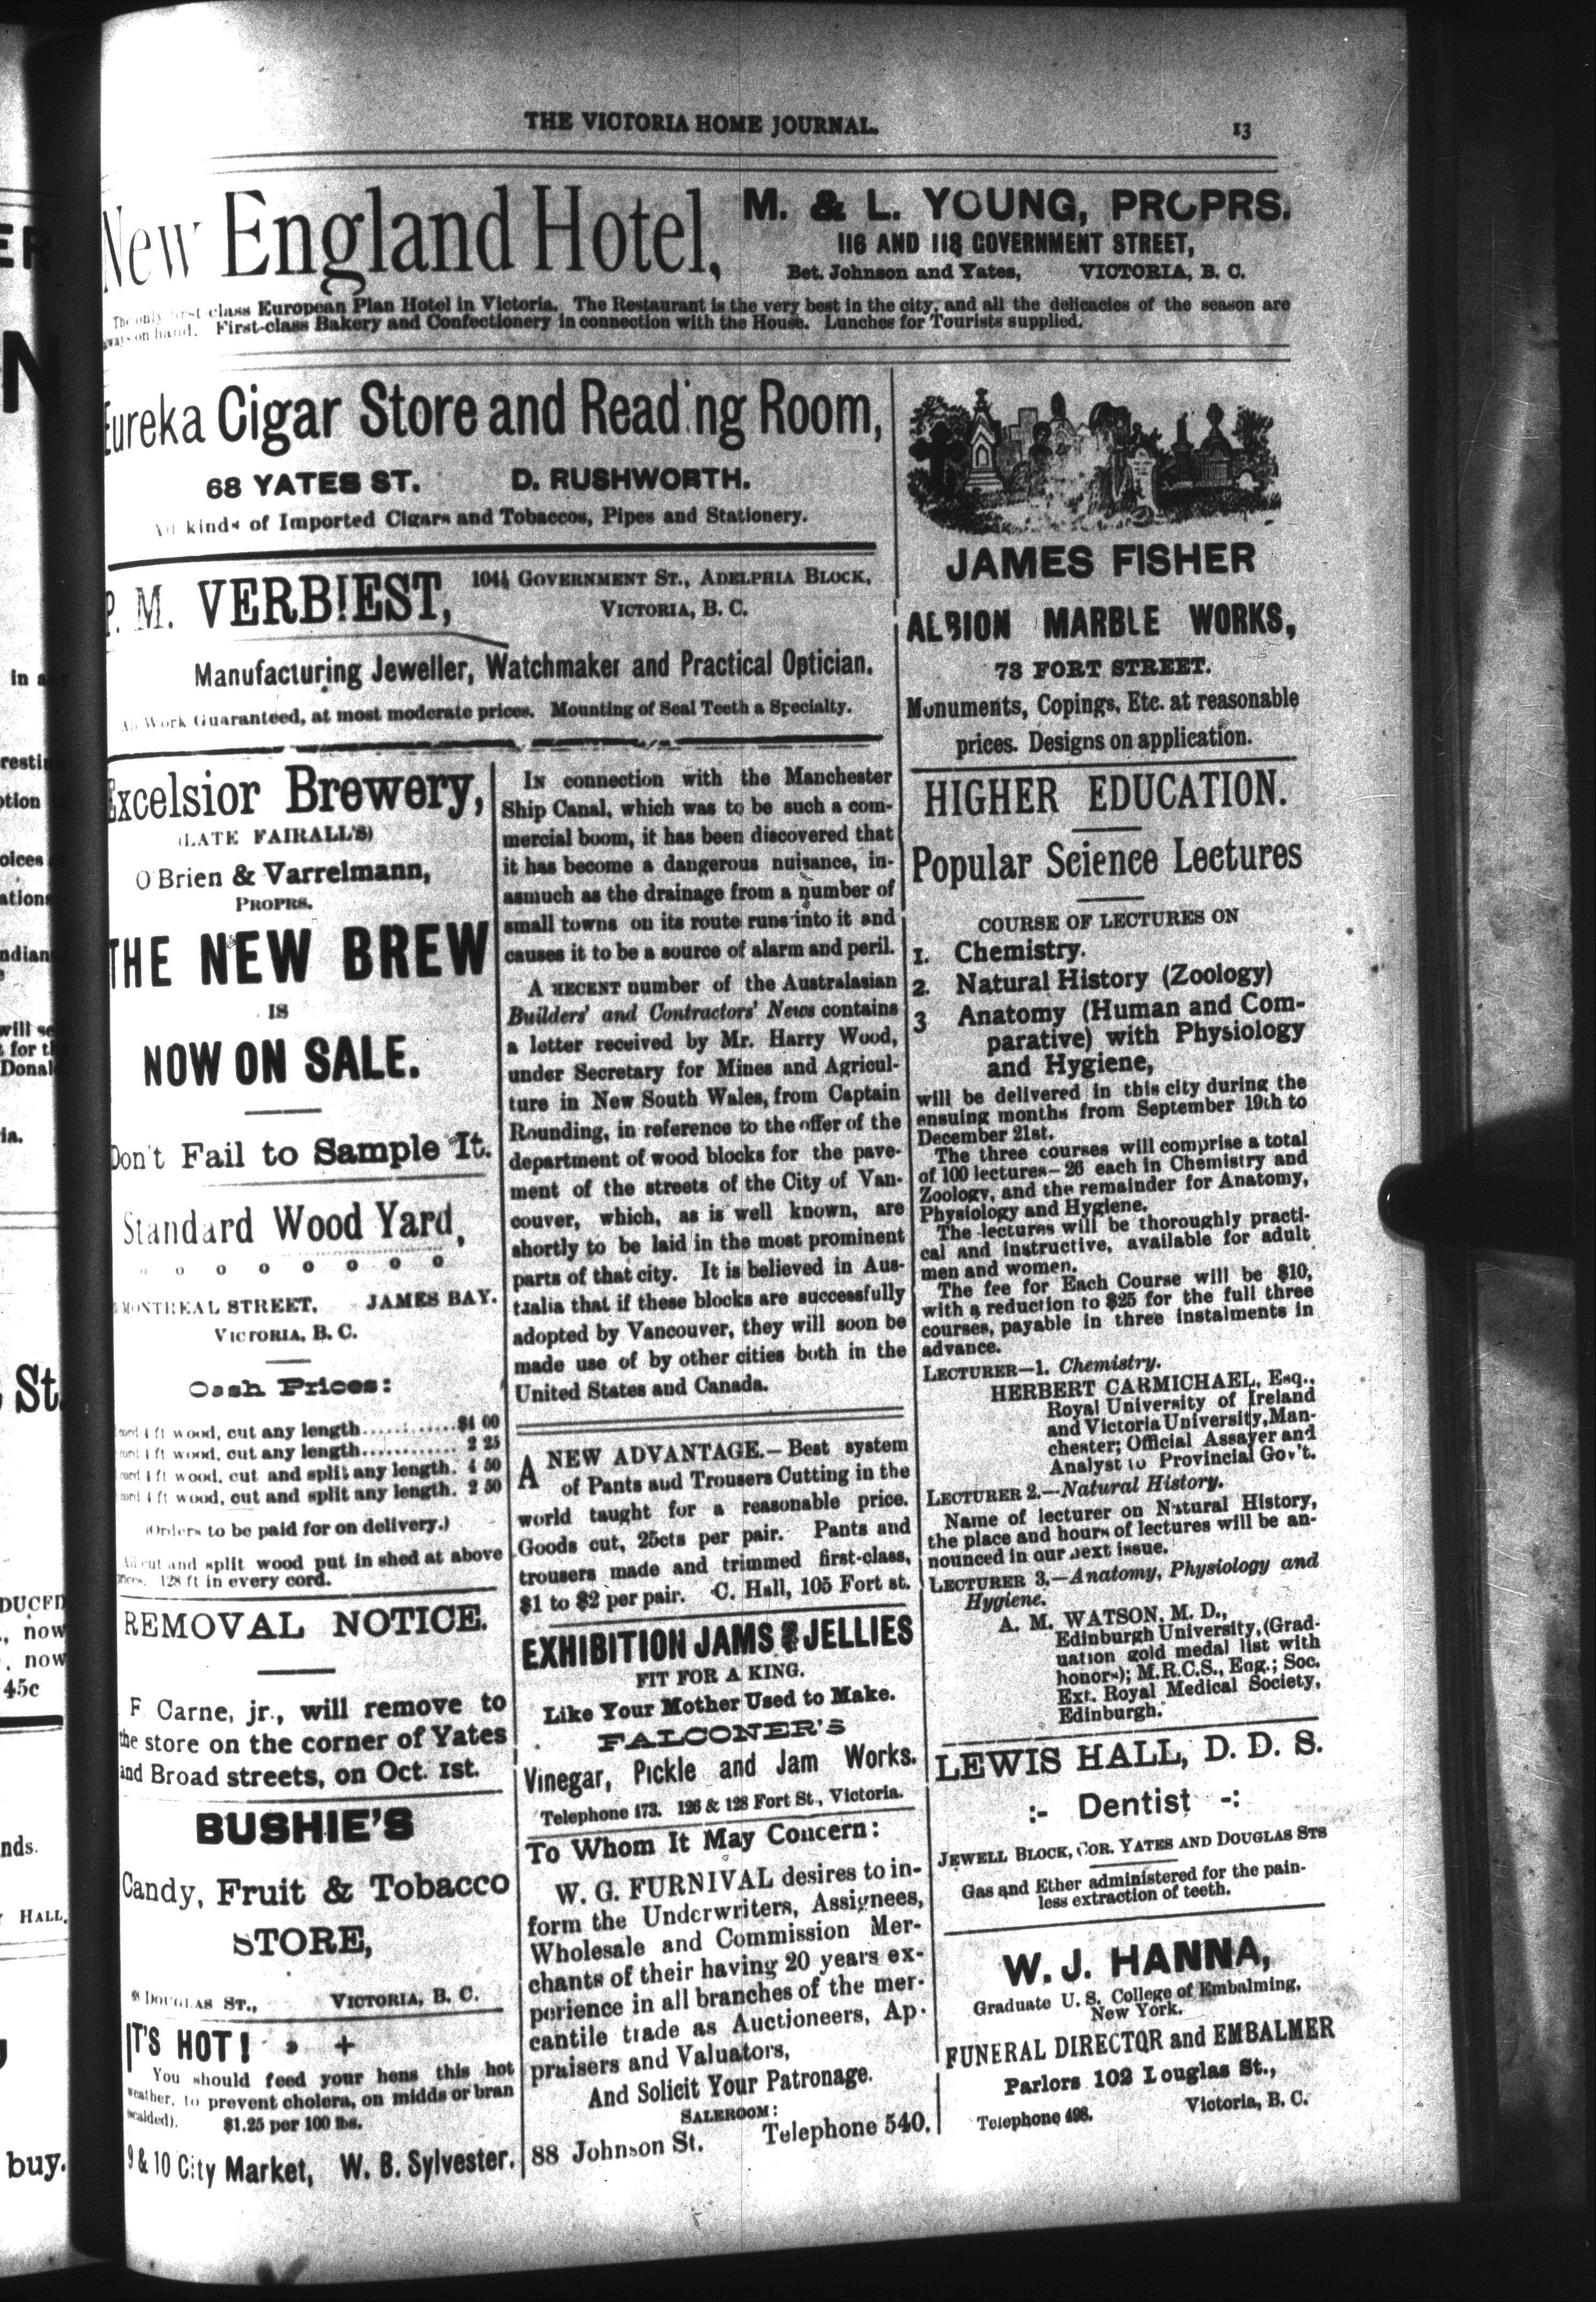 THE VICTORIA HOME JOURNAL.
13
New England Hotel,
M. & L. YOUNG, PROPRS.
116 AND 118 GOVERNMENT STREET,
Bet. Johnson and Yates, VICTORIA, B. C.
The only first-class European Plan Hotel in Victoria. The Restaurant is the very best in the city, and all the delicacies of the season are
always on hand. First-class Bakery and Confectionery in connection with the House. Lunches for Tourists supplied.
Eureka Cigar Store and Reading Room,
68 YATES ST. D. RUSHWORTH.
All kinds of Imported Cigars and Tobaccos, Pipes and Stationery.
P. M. VERBIEST,
104½ GOVERNMENT ST., ADELPHIA BLOCK,
VICTORIA, B. C.
Manufacturing Jeweller, Watchmaker and Practical Optician.
All Work Guaranteed, at most moderate prices. Mounting of Seal Teeth a Specialty.
Excelsior Brewery,
(LATE FAIRALL'S)
O'Brien & Varrelmann,
PROPRS.
THE NEW BREW
IS
NOW ON SALE.
Don't Fail to Sample It.
Standard Wood Yard,
MONTREAL STREET, JAMES BAY.
VICTORIA, B. C.
Cash Prices:
cord 4 ft wood, cut any length............$4 00
cord 4 ft wood, cut any length............ 2 25
cord 4 ft wood, cut and split any length. 4 50
cord 4 ft wood, cut and split any length. 2 50
(Orders to be paid for on delivery.)
All cut and split wood put in shed at above
prices. 128 ft in every cord.
REMOVAL NOTICE.
F Carne, jr., will remove to
the store on the corner of Yates
and Broad streets, on Oct. 1st.
BUSHIE'S
Candy, Fruit & Tobacco
STORE,
DOUGLAS ST., VICTORIA, B. C.
IT'S HOT! +
You should feed your hens this hot
weather, to prevent cholera, on midds or bran
(scalded). $1.25 per 100 lbs.
9 & 10 City Market, W. B. Sylvester.
IN connection with the Manchester
Ship Canal, which was to be such a com-
mercial boom, it has been discovered that
it has become a dangerous nuisance, in-
asmuch as the drainage from a number of
small towns on its route runs into it and
causes it to be a source of alarm and peril.
A RECENT number of the Australasian
Builders' and Contractors' News contains
a letter received by Mr. Harry Wood,
under Secretary for Mines and Agricul-
ture in New South Wales, from Captain
Rounding, in reference to the offer of the
department of wood blocks for the pave-
ment of the streets of the City of Van-
couver, which, as is well known, are
shortly to be laid in the most prominent
parts of that city. It is believed in Aus-
tralia that if these blocks are successfully
adopted by Vancouver, they will soon be
made use of by other cities both in the
United States and Canada.
A NEW ADVANTAGE.—Best system
of Pants and Trousers Cutting in the
world taught for a reasonable price.
Goods cut, 25cts per pair. Pants and
trousers made and trimmed first-class,
$1 to $2 per pair. C. Hall, 105 Fort st.
EXHIBITION JAMS and JELLIES
FIT FOR A KING.
Like Your Mother Used to Make.
FALCONER'S
Vinegar, Pickle and Jam Works.
Telephone 173. 126 & 128 Fort St., Victoria.
To Whom It May Concern:
W. G. FURNIVAL desires to in-
form the Underwriters, Assignees,
Wholesale and Commission Mer-
chants of their having 20 years ex-
perience in all branches of the mer-
cantile trade as Auctioneers, Ap-
praisers and Valuators,
And Solicit Your Patronage.
SALEROOM:
88 Johnson St. Telephone 540.
JAMES FISHER
ALBION MARBLE WORKS,
73 FORT STREET.
Monuments, Copings, Etc. at reasonable
prices. Designs on application.
HIGHER EDUCATION.
Popular Science Lectures
COURSE OF LECTURES ON
1. Chemistry.
2. Natural History (Zoology)
3 Anatomy (Human and Com-
parative) with Physiology
and Hygiene,
will be delivered in this city during the
ensuing months from September 19th to
December 21st.
The three courses will comprise a total
of 100 lectures—26 each in Chemistry and
Zoology, and the remainder for Anatomy,
Physiology and Hygiene.
The lectures will be thoroughly practi-
cal and instructive, available for adult
men and women.
The fee for Each Course will be $10,
with a reduction to $25 for the full three
courses, payable in three instalments in
advance.
LECTURER—1. Chemistry.
HERBERT CARMICHAEL, Esq.,
Royal University of Ireland
and Victoria University, Man-
chester; Official Assayer and
Analyst to Provincial Gov't.
LECTURER 2.—Natural History.
Name of lecturer on Natural History,
the place and hours of lectures will be an-
nounced in our next issue.
LECTURER 3.—Anatomy, Physiology and
Hygiene.
A. M. WATSON, M. D.,
Edinburgh University, (Grad-
uation gold medal list with
honors); M.R.C.S., Eng.; Soc.
Ext. Royal Medical Society,
Edinburgh.
LEWIS HALL, D. D. S.
:- Dentist -:
JEWELL BLOCK, COR. YATES AND DOUGLAS STS
Gas and Ether administered for the pain-
less extraction of teeth.
W. J. HANNA,
Graduate U. S. College of Embalming,
New York.
FUNERAL DIRECTOR and EMBALMER
Parlors 102 Douglas St.,
Victoria, B. C.
Telephone 498.